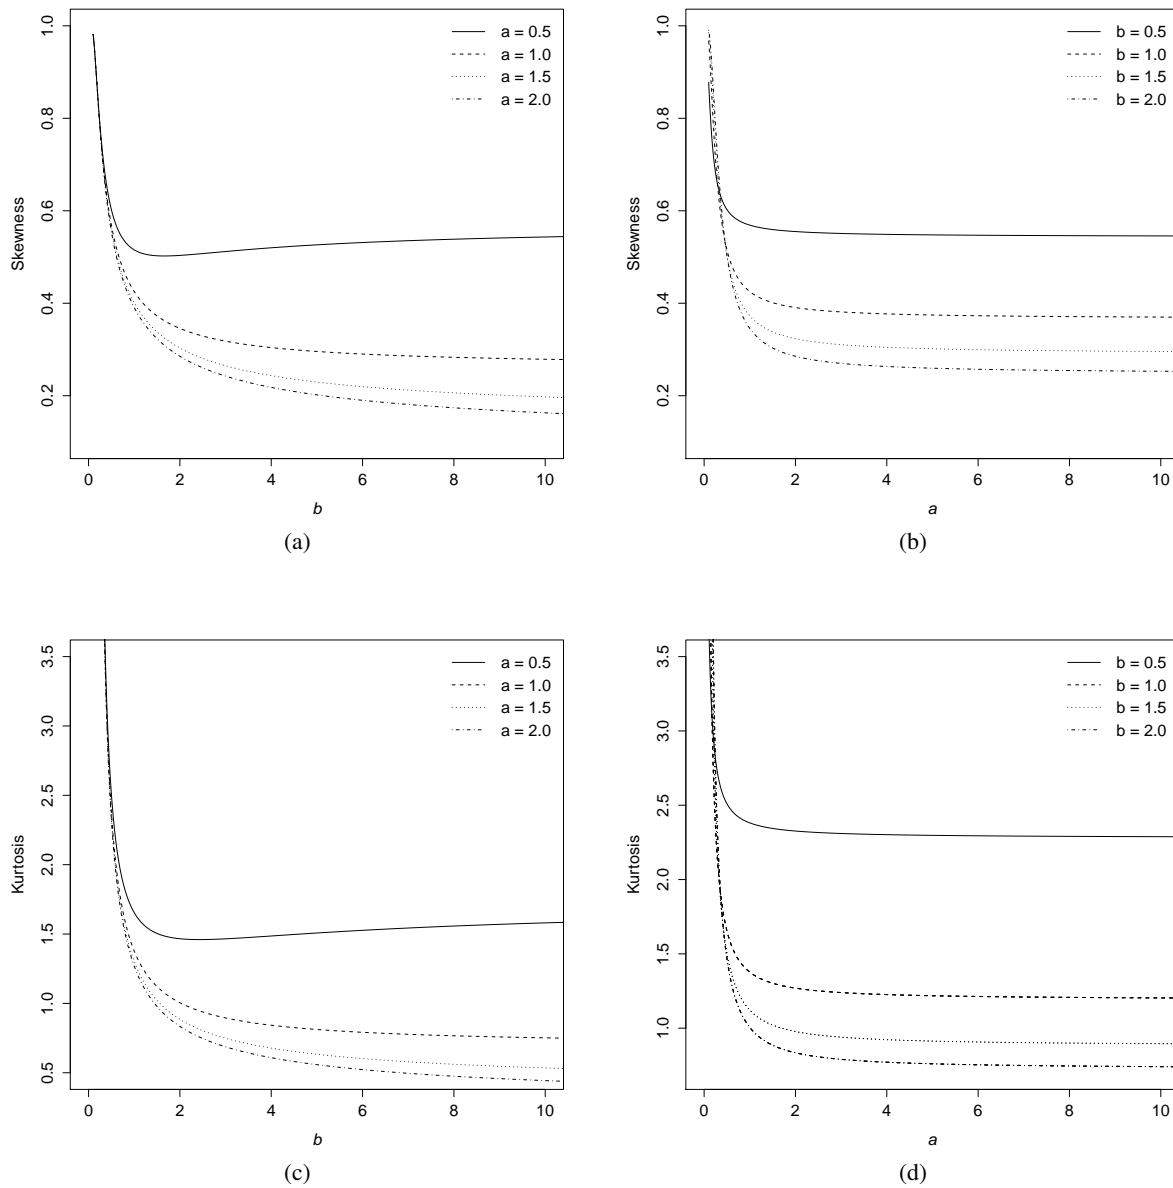 a = 0.5
a = 1.0
a = 1.5
a = 2.0
Skewness
1.0
0.8
0.6
0.4
0.2
0 2 4 6 8 10
b
(a)
b = 0.5
b = 1.0
b = 1.5
b = 2.0
Skewness
1.0
0.8
0.6
0.4
0.2
0 2 4 6 8 10
a
(b)
a = 0.5
a = 1.0
a = 1.5
a = 2.0
Kurtosis
3.5
3.0
2.5
2.0
1.5
1.0
0.5
0 2 4 6 8 10
b
(c)
b = 0.5
b = 1.0
b = 1.5
b = 2.0
Kurtosis
3.5
3.0
2.5
2.0
1.5
1.0
0 2 4 6 8 10
a
(d)